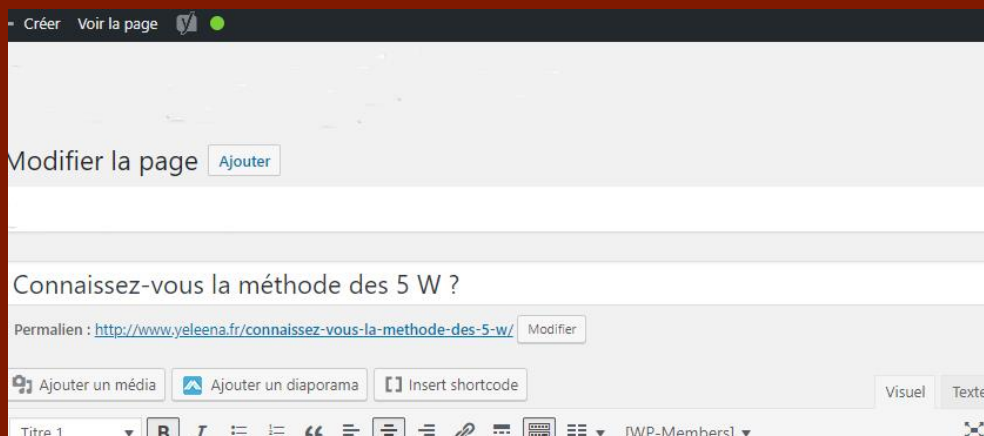 Créer Voir la page
Modifier la page Ajouter
Connaissez-vous la méthode des 5 W ?
Permalien : http://www.yeleena.fr/connaissez-vous-la-methode-des-5-w/ Modifier
Ajouter un média Ajouter un diaporama [ ] Insert shortcode
Visuel Texte
Titre 1 B I [WP-Members]